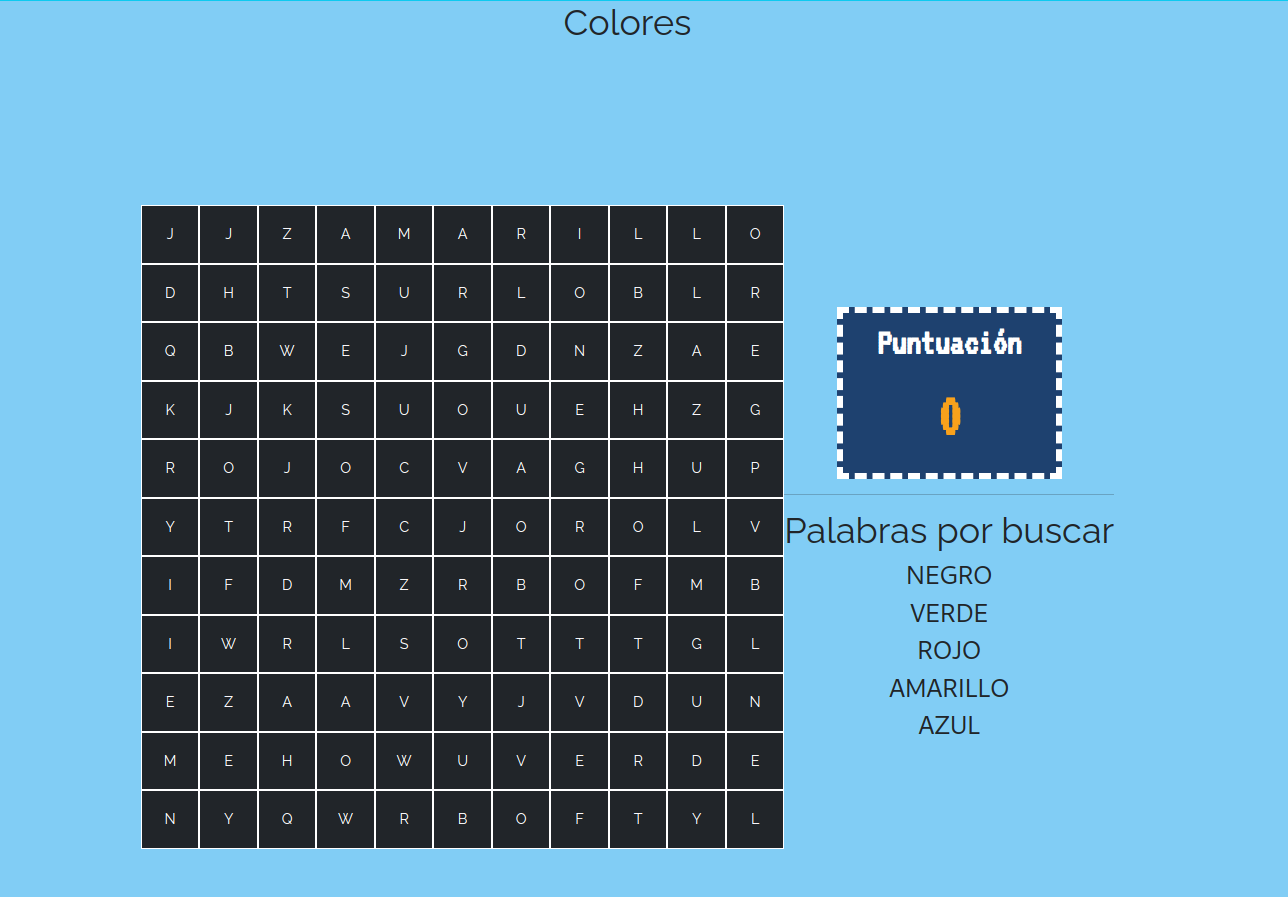 Colores
J J Z A M A R I L L O
D H T S U R L O B L R
Q B W E J G D N Z A E
K J K S U O U E H Z G
R O J O C V A G H U P
Y T R F C J O R O L V
I F D M Z R B O F M B
I W R L S O T T T G L
E Z A A V Y J V D U N
M E H O W U V E R D E
N Y Q W R B O F T Y L
Puntuación
0
Palabras por buscar
NEGRO
VERDE
ROJO
AMARILLO
AZUL